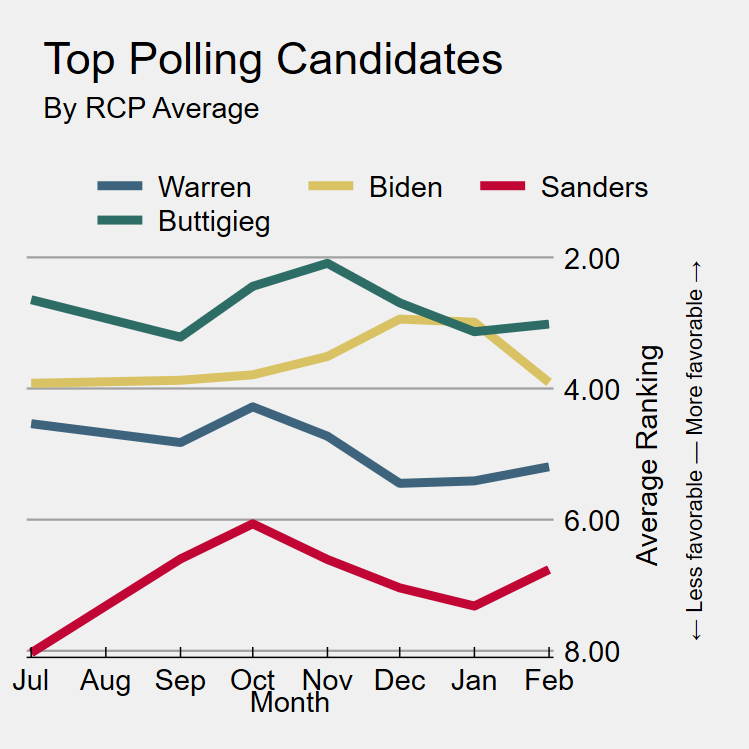 Top Polling Candidates
By RCP Average
Warren Biden Sanders
Buttigieg
2.00
4.00
6.00
8.00
Average Ranking
← Less favorable — More favorable →
Jul Aug Sep Oct Nov Dec Jan Feb
Month